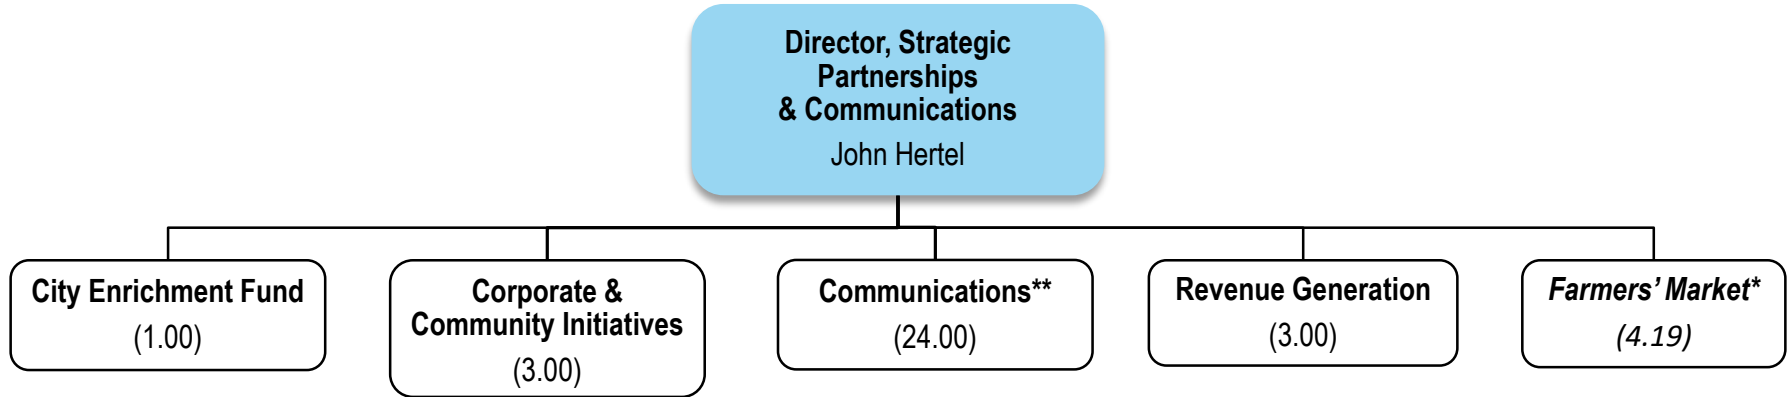 Director, Strategic
Partnerships
& Communications
John Hertel
City Enrichment Fund
(1.00)
Corporate &
Community Initiatives
(3.00)
Communications**
(24.00)
Revenue Generation
(3.00)
Farmers’ Market*
(4.19)